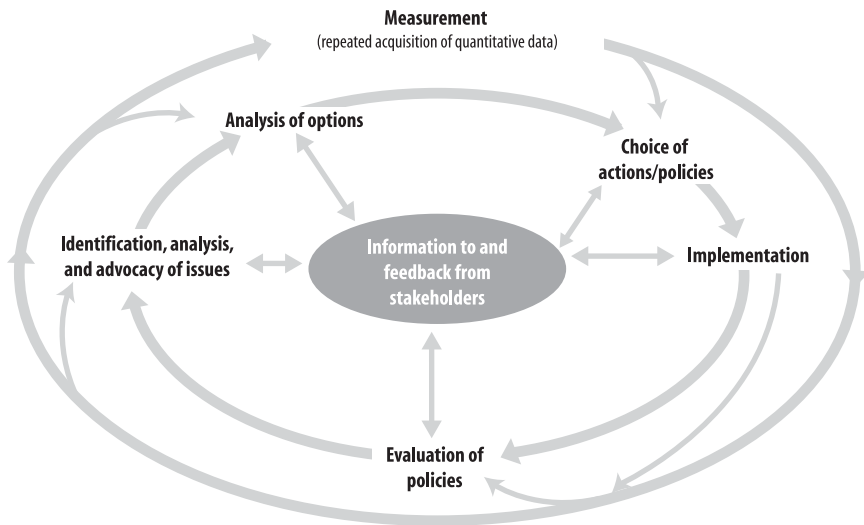 Measurement
(repeated acquisition of quantitative data)
Analysis of options
Choice of
actions/policies
Identification, analysis,
and advocacy of issues
Information to and
feedback from
stakeholders
Implementation
Evaluation of
policies